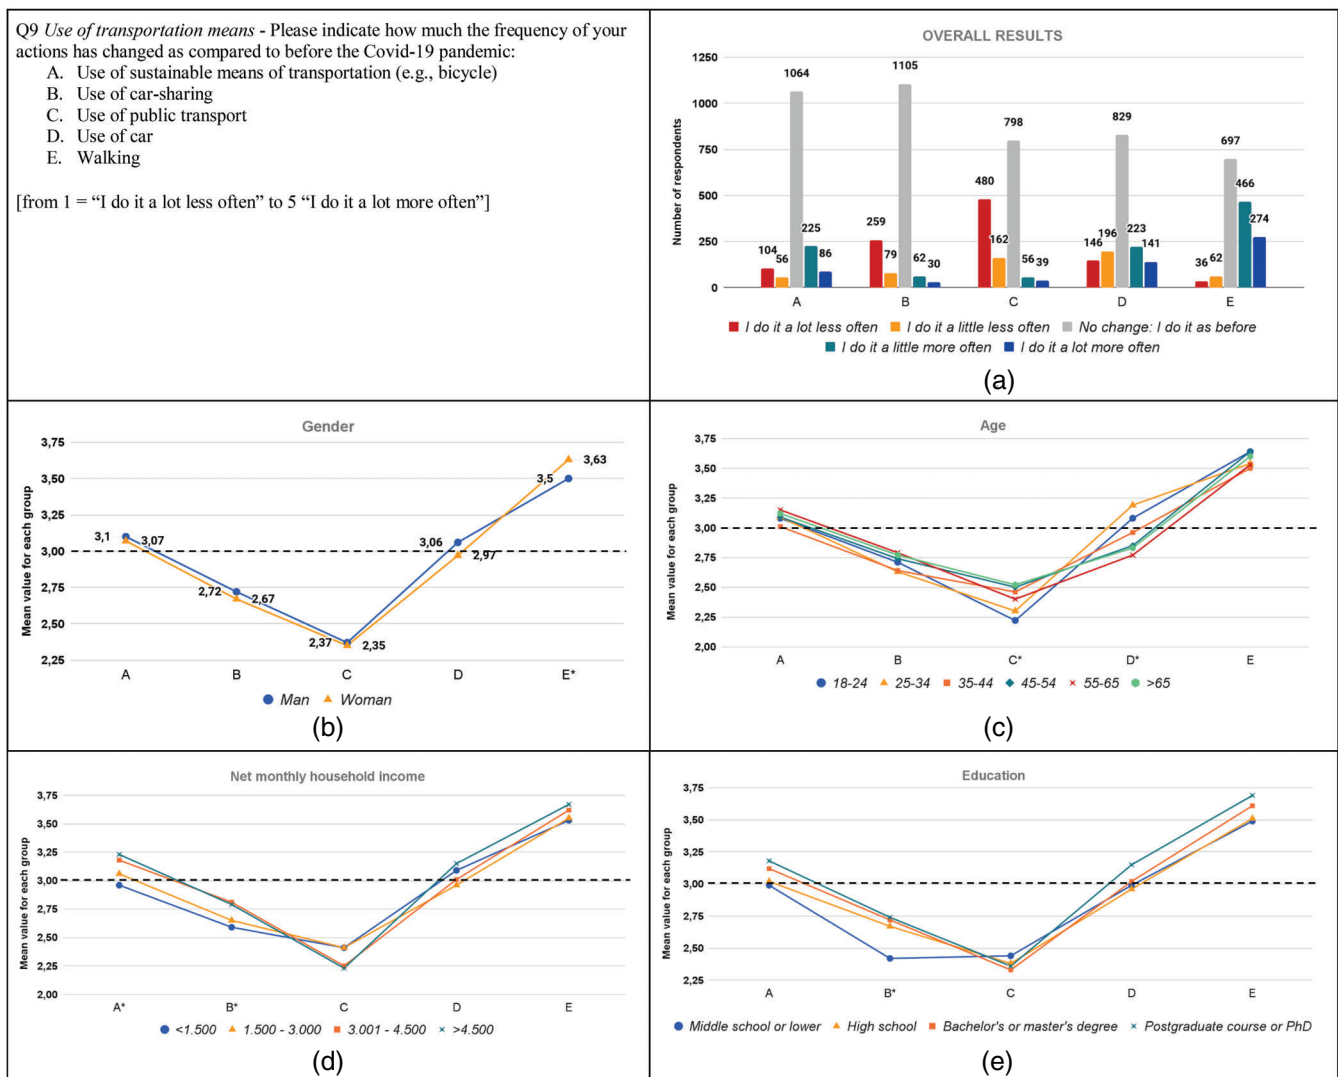 Q9 Use of transportation means - Please indicate how much the frequency of your
actions has changed as compared to before the Covid-19 pandemic:
A. Use of sustainable means of transportation (e.g., bicycle)
B. Use of car-sharing
C. Use of public transport
D. Use of car
E. Walking
[from 1 = “I do it a lot less often” to 5 “I do it a lot more often”]
OVERALL RESULTS
Number of respondents
1250
1000
750
500
250
0
104 56 1064 225 86
259 79 1105 62 30
480 162 798 56 39
146 196 829 223 141
36 62 697 466 274
A B C D E
I do it a lot less often I do it a little less often No change: I do it as before
I do it a little more often I do it a lot more often
(a)
Gender
Mean value for each group
3,75
3,50
3,25
3,00
2,75
2,50
2,25
3,1 3,07
2,72 2,67
2,37 2,35
3,06 2,97
3,5 3,63
A B C D E*
Man Woman
(b)
Age
Mean value for each group
3,75
3,50
3,25
3,00
2,75
2,50
2,25
2,00
A B C* D* E
18-24 25-34 35-44 45-54 55-65 >65
(c)
Net monthly household income
Mean value for each group
3,75
3,50
3,25
3,00
2,75
2,50
2,25
2,00
A* B* C D E
<1.500 1.500 - 3.000 3.001 - 4.500 >4.500
(d)
Education
Mean value for each group
3,75
3,50
3,25
3,00
2,75
2,50
2,25
A B* C D E
Middle school or lower High school Bachelor's or master's degree Postgraduate course or PhD
(e)